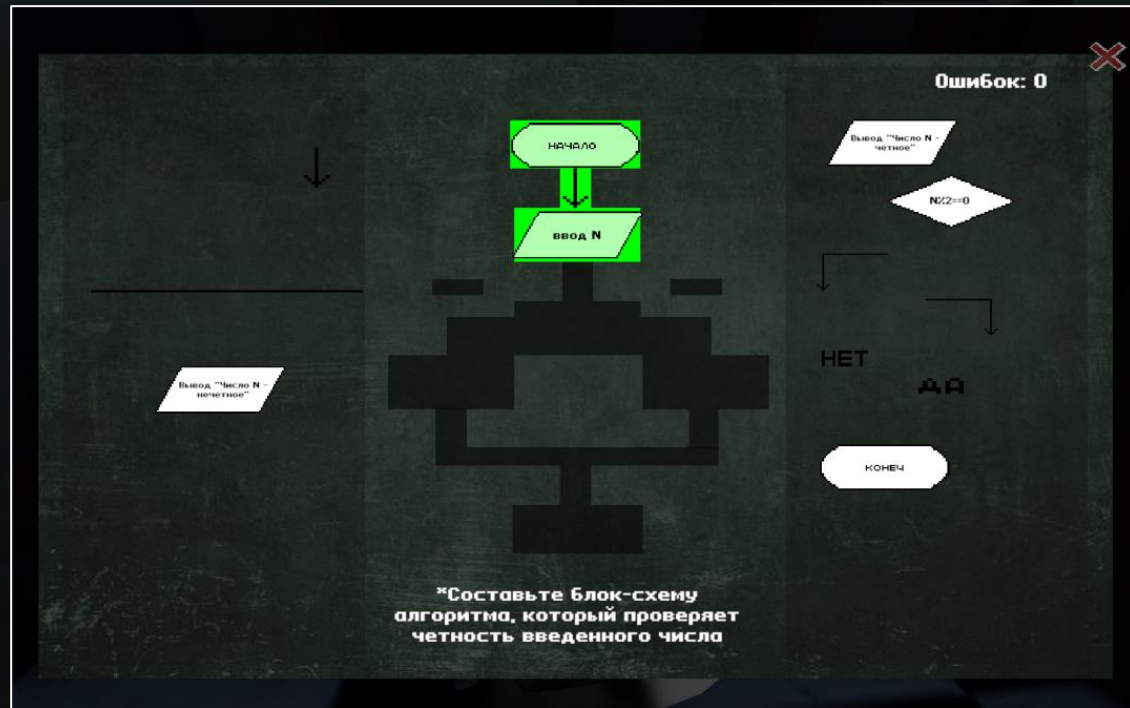 Ошибок: 0
НАЧАЛО
ввод N
Вывод "Число N -
четное"
N%2==0
НЕТ
ДА
Вывод "Число N -
нечетное"
КОНЕЧ
*Составьте блок-схему
алгоритма, который проверяет
четность введенного числа